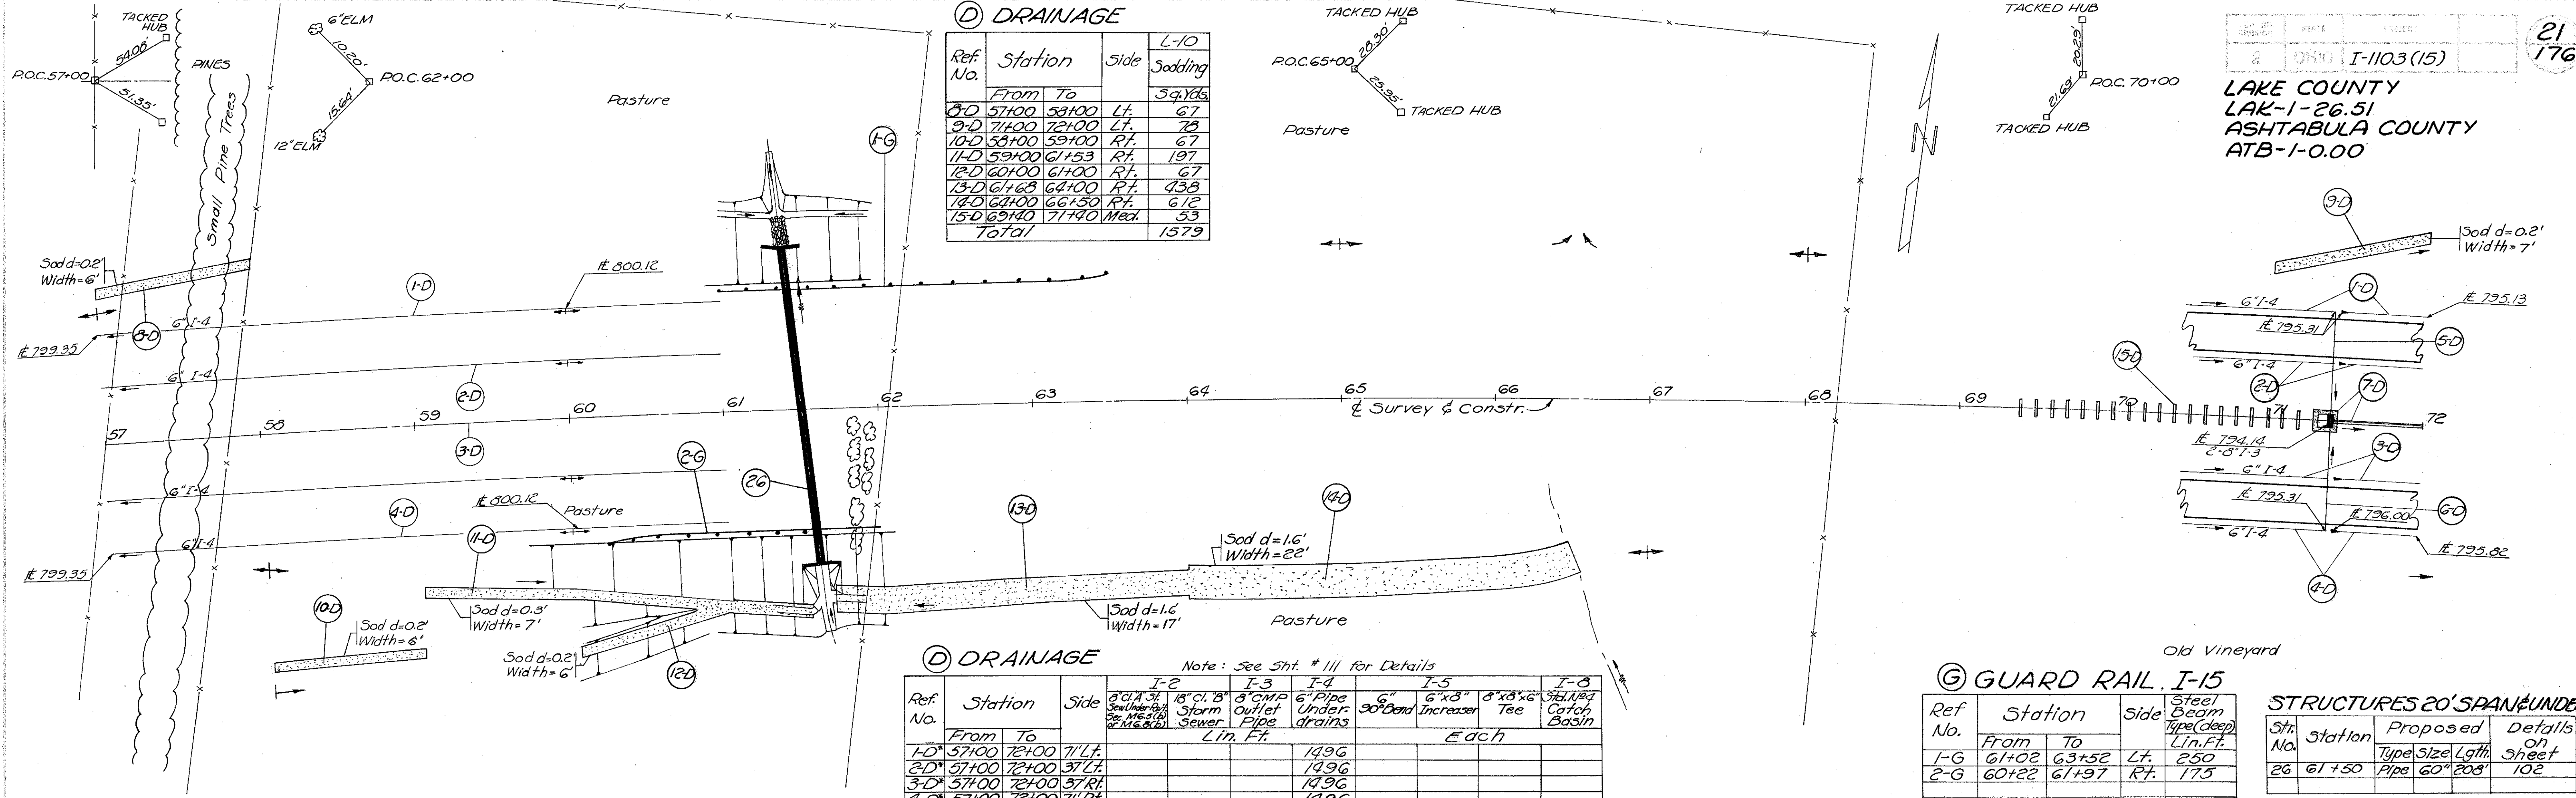 TACKED HUB
54.06'
P.O.C. 57+00
51.35'
PINES
Small Pine Trees
6" ELM
10.20'
P.O.C. 62+00
15.64'
12" ELM
Pasture
D DRAINAGE
Ref. No. Station Side L-10 Sodding
From To Sq.Yds.
8-D 57+00 58+00 Lt. 67
9-D 71+00 72+00 Lt. 78
10-D 58+00 59+00 Rt. 67
11-D 59+00 61+53 Rt. 197
12-D 60+00 61+00 Rt. 67
13-D 61+68 64+00 Rt. 438
14-D 64+00 66+50 Rt. 612
15-D 69+40 71+40 Med. 53
Total 1579
TACKED HUB
28.30'
P.O.C. 65+00
25.95'
TACKED HUB
Pasture
N
TACKED HUB
20.29'
P.O.C. 70+00
21.69'
TACKED HUB
2 OHIO I-1103(15)
21
176
LAKE COUNTY
LAK-1-26.51
ASHTABULA COUNTY
ATB-1-0.00
1-G
Sod d=0.2'
Width=6'
8-D
1-D
℄ 800.12
6" I-4
℄ 799.35
6" I-4
2-D
57 58 59 60 61 62 63 64 65 66 67 68 69 70 71 72
℄ Survey & Constr.
3-D
2-G
26
6" I-4
4-D
℄ 800.12
Pasture
11-D
6" I-4
℄ 799.35
10-D
Sod d=0.2'
Width=6'
Sod d=0.3'
Width=7'
Sod d=0.2'
Width=6'
12-D
13-D
14-D
Sod d=1.6'
Width=22'
Sod d=1.6
Width=17'
Pasture
9-D
Sod d=0.2'
Width=7'
6" I-4
1-D
℄ 795.13
℄ 795.31
5-D
15-D
6" I-4
2-D
7-D
℄ 794.14
2-8" I-3
3-D
6" I-4
℄ 795.31
6-D
℄ 796.00
6" I-4
℄ 795.82
4-D
Old Vineyard
D DRAINAGE
Note: See Sht. #111 for Details
Ref. No. Station Side I-2 I-3 I-4 I-5 I-8
18" Cl. "B" Storm Sewer 8" CMP Outlet Pipe 6" Pipe Underdrains 6" 90° Bend 6"x8" Increaser 8"x8"x6" Tee Std. No4 Catch Basin
From To Lin. Ft. Each
1-D* 57+00 72+00 71' Lt. 1496
2-D* 57+00 72+00 37' Lt. 1496
3-D* 57+00 72+00 37' Rt. 1496
G GUARD RAIL. I-15
Ref No. Station Side Steel Beam Type (deep)
From To Lin.Ft.
1-G 61+02 63+52 Lt. 250
2-G 60+22 61+97 Rt. 175
STRUCTURES 20' SPAN & UNDE
Str. No. Station Proposed Details on Sheet
Type Size Lgth.
26 61+50 Pipe 60" 208' 102